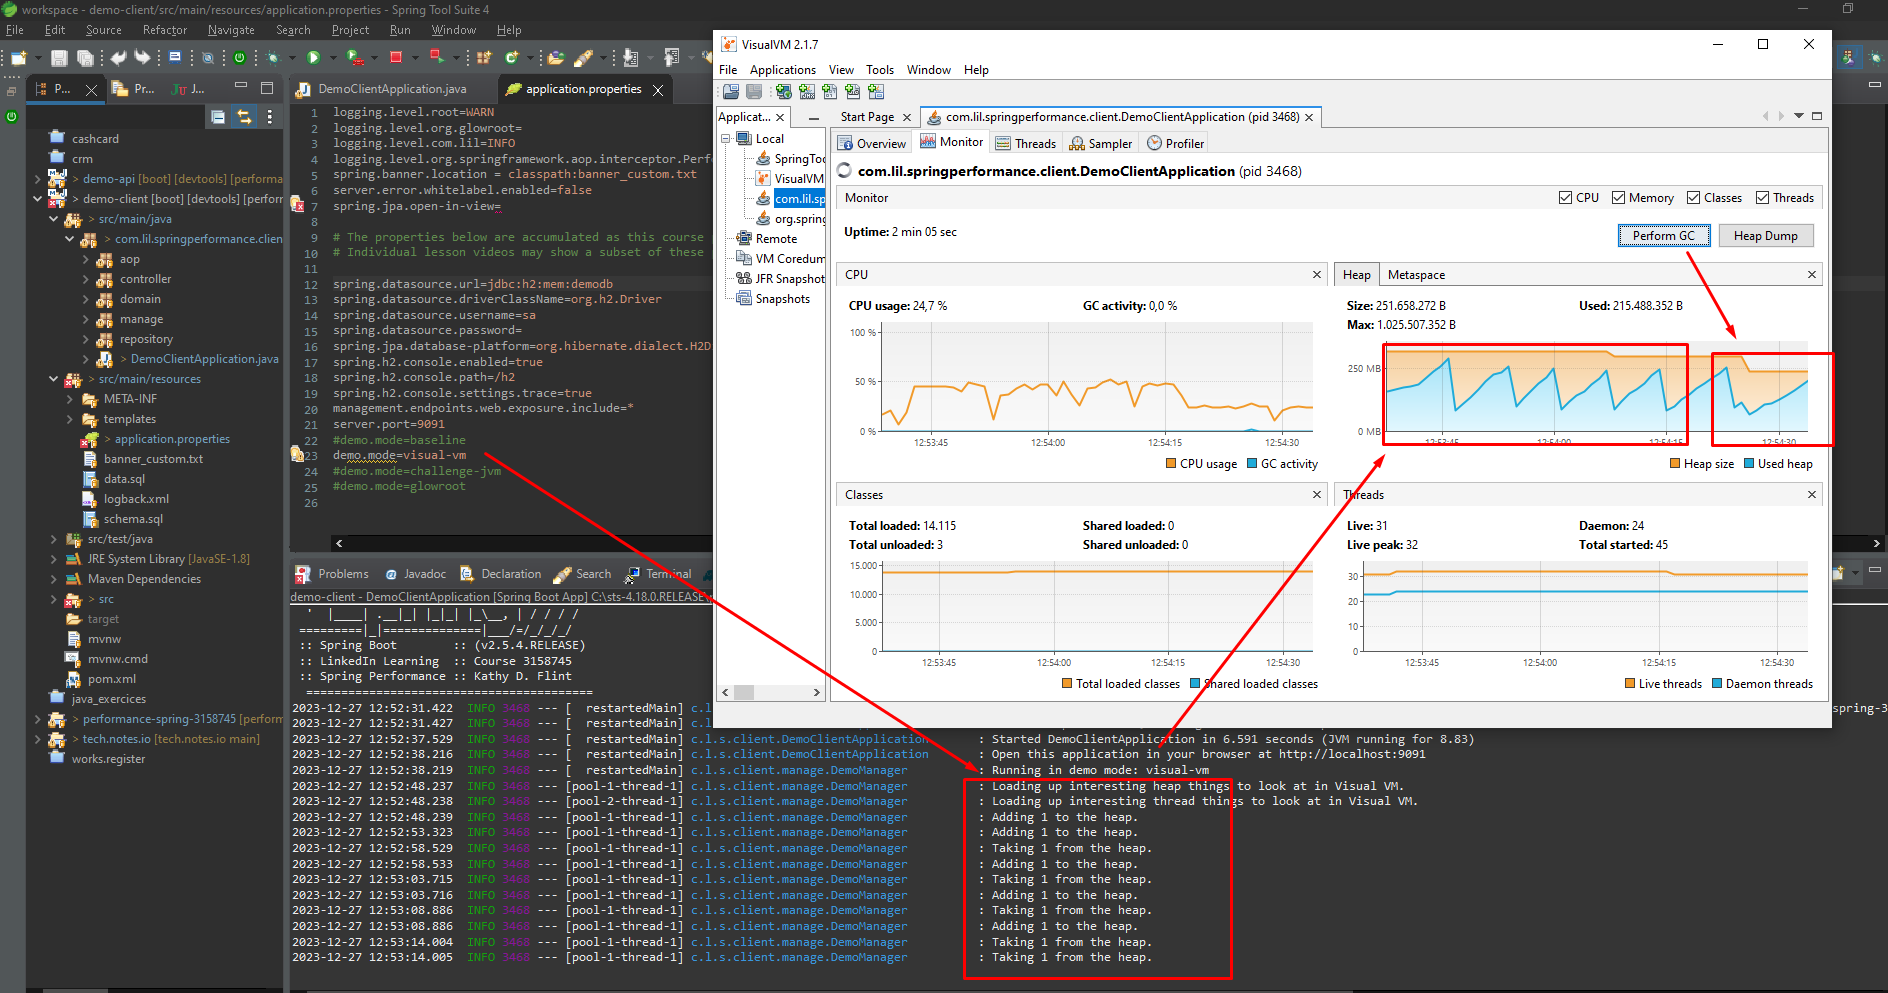 workspace - demo-client/src/main/resources/application.properties - Spring Tool Suite 4
File Edit Source Refactor Navigate Search Project Run Window Help
P... Pr... J...
cashcard
crm
> demo-api [boot] [devtools] [performa
> demo-client [boot] [devtools] [perforn
> src/main/java
> com.lil.springperformance.clien
aop
controller
domain
manage
repository
> DemoClientApplication.java
> src/main/resources
META-INF
templates
> application.properties
banner_custom.txt
data.sql
logback.xml
schema.sql
src/test/java
JRE System Library [JavaSE-1.8]
Maven Dependencies
> src
target
mvnw
mvnw.cmd
pom.xml
java_exercices
> performance-spring-3158745 [perforn
> tech.notes.io [tech.notes.io main]
works.register
DemoClientApplication.java application.properties
1 logging.level.root=WARN
2 logging.level.org.glowroot=
3 logging.level.com.lil=INFO
4 logging.level.org.springframework.aop.interceptor.Perf
5 spring.banner.location = classpath:banner_custom.txt
6 server.error.whitelabel.enabled=false
7 spring.jpa.open-in-view=
8
9 # The properties below are accumulated as this course
10 # Individual lesson videos may show a subset of these
11
12 spring.datasource.url=jdbc:h2:mem:demodb
13 spring.datasource.driverClassName=org.h2.Driver
14 spring.datasource.username=sa
15 spring.datasource.password=
16 spring.jpa.database-platform=org.hibernate.dialect.H2D
17 spring.h2.console.enabled=true
18 spring.h2.console.path=/h2
19 spring.h2.console.settings.trace=true
20 management.endpoints.web.exposure.include=*
21 server.port=9091
22 #demo.mode=baseline
23 demo.mode=visual-vm
24 #demo.mode=challenge-jvm
25 #demo.mode=glowroot
26
VisualVM 2.1.7
File Applications View Tools Window Help
Applicat... Start Page com.lil.springperformance.client.DemoClientApplication (pid 3468)
Local
SpringToo
VisualVM
com.lil.sp
org.spring
Remote
VM Coredum
JFR Snapshot
Snapshots
Overview Monitor Threads Sampler Profiler
com.lil.springperformance.client.DemoClientApplication (pid 3468)
Monitor CPU Memory Classes Threads
Uptime: 2 min 05 sec Perform GC Heap Dump
CPU
CPU usage: 24,7 % GC activity: 0,0 %
100 %
50 %
0 %
12:53:45 12:54:00 12:54:15 12:54:30
CPU usage GC activity
Heap Metaspace
Size: 251.658.272 B Used: 215.488.352 B
Max: 1.025.507.352 B
250 MB
0 MB
12:53:45 12:54:00 12:54:15 12:54:30
Heap size Used heap
Classes
Total loaded: 14.115 Shared loaded: 0
Total unloaded: 3 Shared unloaded: 0
15.000
10.000
5.000
0
12:53:45 12:54:00 12:54:15 12:54:30
Total loaded classes Shared loaded classes
Threads
Live: 31 Daemon: 24
Live peak: 32 Total started: 45
30
20
10
0
12:53:45 12:54:00 12:54:15 12:54:30
Live threads Daemon threads
Problems Javadoc Declaration Search Terminal
demo-client - DemoClientApplication [Spring Boot App] C:\sts-4.18.0.RELEASE\
'  |____| .__|_| |_|_| |_\__, | / / / /
=========|_|==============|___/=/_/_/_/
:: Spring Boot :: (v2.5.4.RELEASE)
:: LinkedIn Learning :: Course 3158745
:: Spring Performance :: Kathy D. Flint
=====================================
2023-12-27 12:52:31.422 INFO 3468 --- [ restartedMain] c.l spring-3
2023-12-27 12:52:31.427 INFO 3468 --- [ restartedMain] c.l
2023-12-27 12:52:37.529 INFO 3468 --- [ restartedMain] c.l.s.client.DemoClientApplication : Started DemoClientApplication in 6.591 seconds (JVM running for 8.83)
2023-12-27 12:52:38.216 INFO 3468 --- [ restartedMain] c.l.s.client.DemoClientApplication : Open this application in your browser at http://localhost:9091
2023-12-27 12:52:38.219 INFO 3468 --- [ restartedMain] c.l.s.client.manage.DemoManager : Running in demo mode: visual-vm
2023-12-27 12:52:48.237 INFO 3468 --- [pool-1-thread-1] c.l.s.client.manage.DemoManager : Loading up interesting heap things to look at in Visual VM.
2023-12-27 12:52:48.238 INFO 3468 --- [pool-2-thread-1] c.l.s.client.manage.DemoManager : Loading up interesting thread things to look at in Visual VM.
2023-12-27 12:52:48.239 INFO 3468 --- [pool-1-thread-1] c.l.s.client.manage.DemoManager : Adding 1 to the heap.
2023-12-27 12:52:53.323 INFO 3468 --- [pool-1-thread-1] c.l.s.client.manage.DemoManager : Adding 1 to the heap.
2023-12-27 12:52:58.529 INFO 3468 --- [pool-1-thread-1] c.l.s.client.manage.DemoManager : Taking 1 from the heap.
2023-12-27 12:52:58.533 INFO 3468 --- [pool-1-thread-1] c.l.s.client.manage.DemoManager : Adding 1 to the heap.
2023-12-27 12:53:03.715 INFO 3468 --- [pool-1-thread-1] c.l.s.client.manage.DemoManager : Taking 1 from the heap.
2023-12-27 12:53:03.716 INFO 3468 --- [pool-1-thread-1] c.l.s.client.manage.DemoManager : Adding 1 to the heap.
2023-12-27 12:53:08.886 INFO 3468 --- [pool-1-thread-1] c.l.s.client.manage.DemoManager : Taking 1 from the heap.
2023-12-27 12:53:08.886 INFO 3468 --- [pool-1-thread-1] c.l.s.client.manage.DemoManager : Adding 1 to the heap.
2023-12-27 12:53:14.004 INFO 3468 --- [pool-1-thread-1] c.l.s.client.manage.DemoManager : Taking 1 from the heap.
2023-12-27 12:53:14.005 INFO 3468 --- [pool-1-thread-1] c.l.s.client.manage.DemoManager : Taking 1 from the heap.